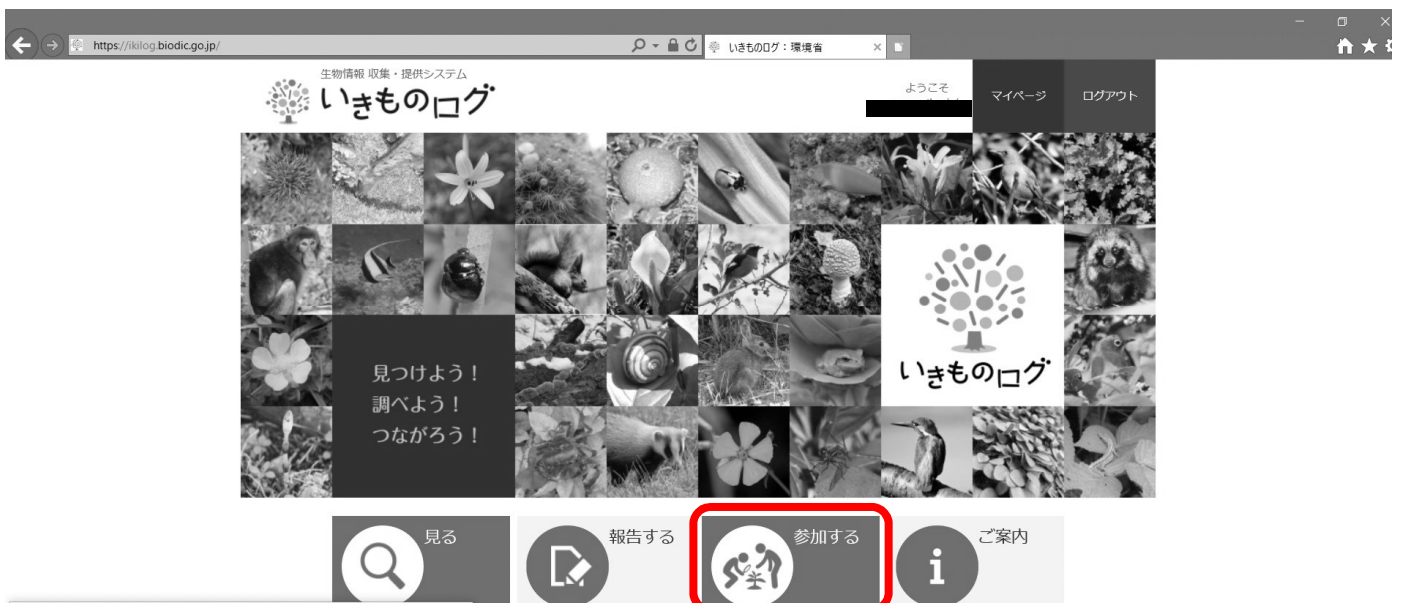 https://ikilog.biodic.go.jp/
いきものログ：環境省
生物情報 収集・提供システム
いきものログ
ようこそ
マイページ
ログアウト
いきものログ
見つけよう！
調べよう！
つながろう！
見る
報告する
参加する
ご案内